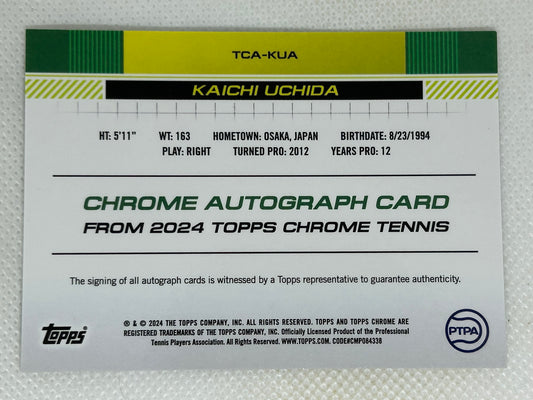 TCA-KUA
KAICHI UCHIDA
HT: 5'11" WT: 163 HOMETOWN: OSAKA, JAPAN BIRTHDATE: 8/23/1994
PLAY: RIGHT TURNED PRO: 2012 YEARS PRO: 12
CHROME AUTOGRAPH CARD
FROM 2024 TOPPS CHROME TENNIS
The signing of all autograph cards is witnessed by a Topps representative to guarantee authenticity.
® & © 2024 THE TOPPS COMPANY, INC. ALL RIGHTS RESERVED. TOPPS AND TOPPS CHROME ARE
REGISTERED TRADEMARKS OF THE TOPPS COMPANY, INC. Officially Licensed Product of the Professional
Tennis Players Association. All Rights Reserved. WWW.TOPPS.COM. CODE#CMP084338
Topps
PTPA